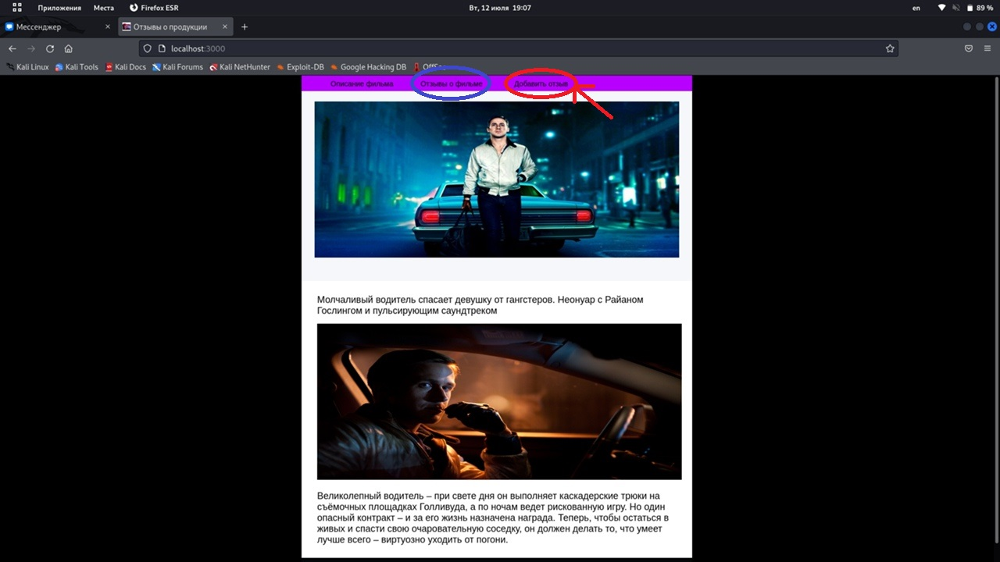 Приложения Места Firefox ESR Вт, 12 июля 19:07 en 89 %
Мессенджер Отзывы о продукции
localhost:3000
Kali Linux Kali Tools Kali Docs Kali Forums Kali NetHunter Exploit-DB Google Hacking DB
Описание фильма Отзывы о фильме Добавить отзыв
Молчаливый водитель спасает девушку от гангстеров. Неонуар с Райаном
Гослингом и пульсирующим саундтреком
Великолепный водитель – при свете дня он выполняет каскадерские трюки на
съёмочных площадках Голливуда, а по ночам ведет рискованную игру. Но один
опасный контракт – и за его жизнь назначена награда. Теперь, чтобы остаться в
живых и спасти свою очаровательную соседку, он должен делать то, что умеет
лучше всего – виртуозно уходить от погони.